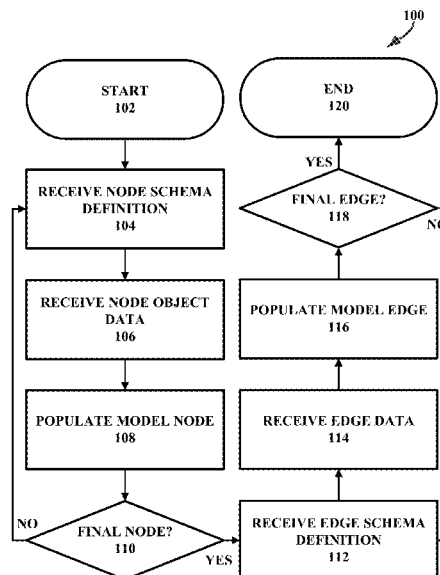 100
START
102
RECEIVE NODE SCHEMA
DEFINITION
104
RECEIVE NODE OBJECT
DATA
106
POPULATE MODEL NODE
108
NO
FINAL NODE?
110
YES
RECEIVE EDGE SCHEMA
DEFINITION
112
RECEIVE EDGE DATA
114
POPULATE MODEL EDGE
116
FINAL EDGE?
118
NO
YES
END
120